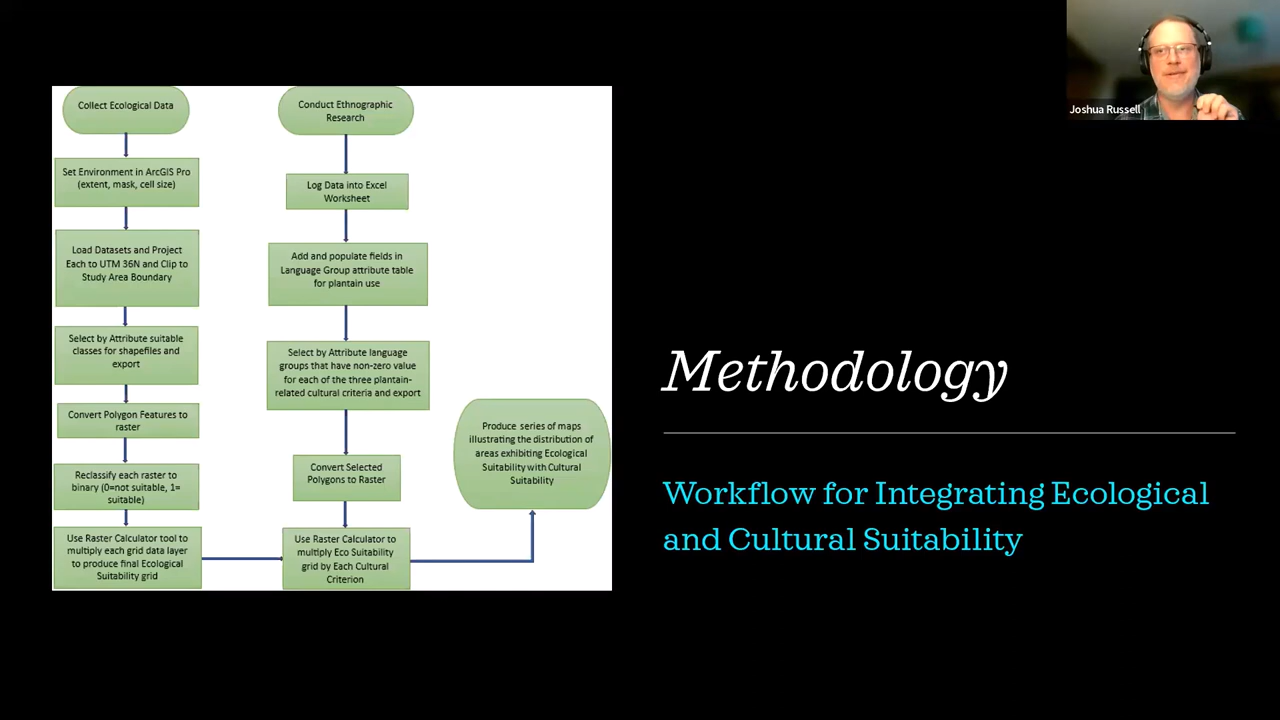 Joshua Russell
Collect Ecological Data
Set Environment in ArcGIS Pro
(extent, mask, cell size)
Load Datasets and Project
Each to UTM 36N and Clip to
Study Area Boundary
Select by Attribute suitable
classes for shapefiles and
export
Convert Polygon Features to
raster
Reclassify each raster to
binary (0=not suitable, 1=
suitable)
Use Raster Calculator tool to
multiply each grid data layer
to produce final Ecological
Suitability grid
Conduct Ethnographic
Research
Log Data into Excel
Worksheet
Add and populate fields in
Language Group attribute table
for plantain use
Select by Attribute language
groups that have non-zero value
for each of the three plantain-
related cultural criteria and export
Convert Selected
Polygons to Raster
Use Raster Calculator to
multiply Eco Suitability
grid by Each Cultural
Criterion
Produce series of maps
illustrating the distribution of
areas exhibiting Ecological
Suitability with Cultural
Suitability
Methodology
Workflow for Integrating Ecological
and Cultural Suitability